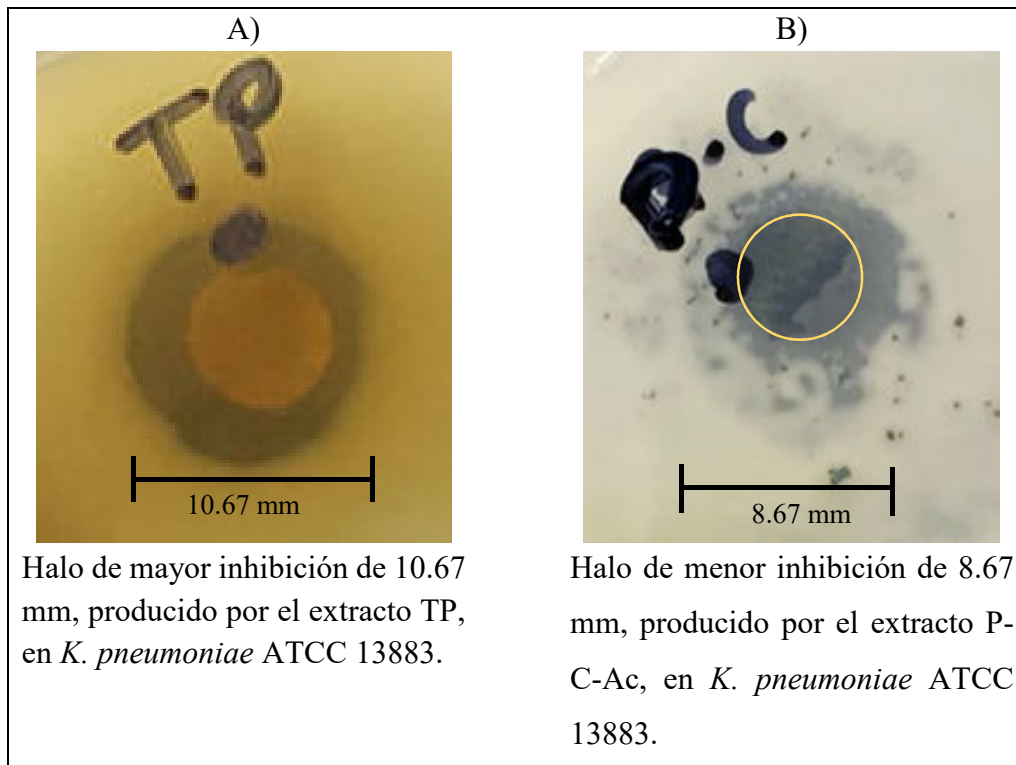 A)
TP
10.67 mm
Halo de mayor inhibición de 10.67
mm, producido por el extracto TP,
en K. pneumoniae ATCC 13883.
B)
P-C
8.67 mm
Halo de menor inhibición de 8.67
mm, producido por el extracto P-
C-Ac, en K. pneumoniae ATCC
13883.